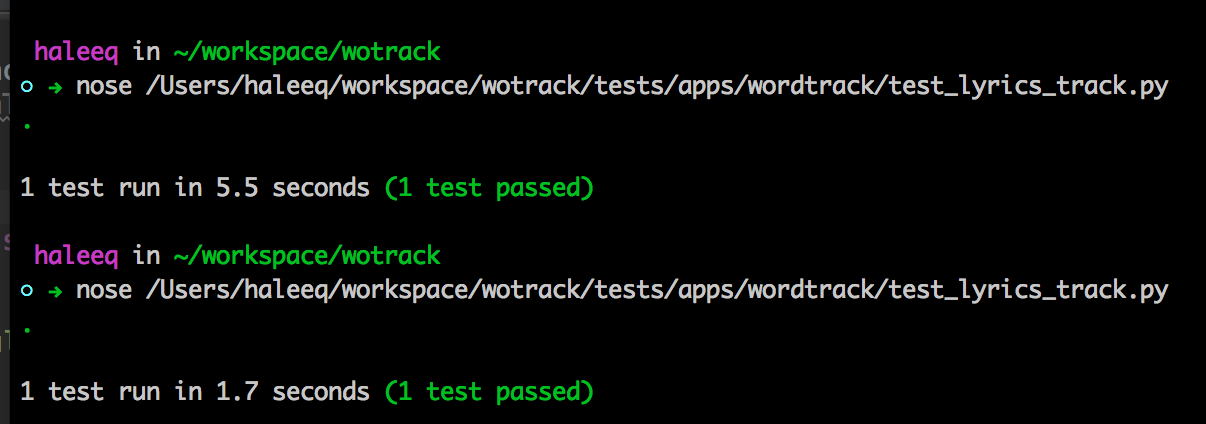 haleeq in ~/workspace/wotrack
➜ nose /Users/haleeq/workspace/wotrack/tests/apps/wordtrack/test_lyrics_track.py
.
1 test run in 5.5 seconds (1 test passed)
haleeq in ~/workspace/wotrack
➜ nose /Users/haleeq/workspace/wotrack/tests/apps/wordtrack/test_lyrics_track.py
.
1 test run in 1.7 seconds (1 test passed)